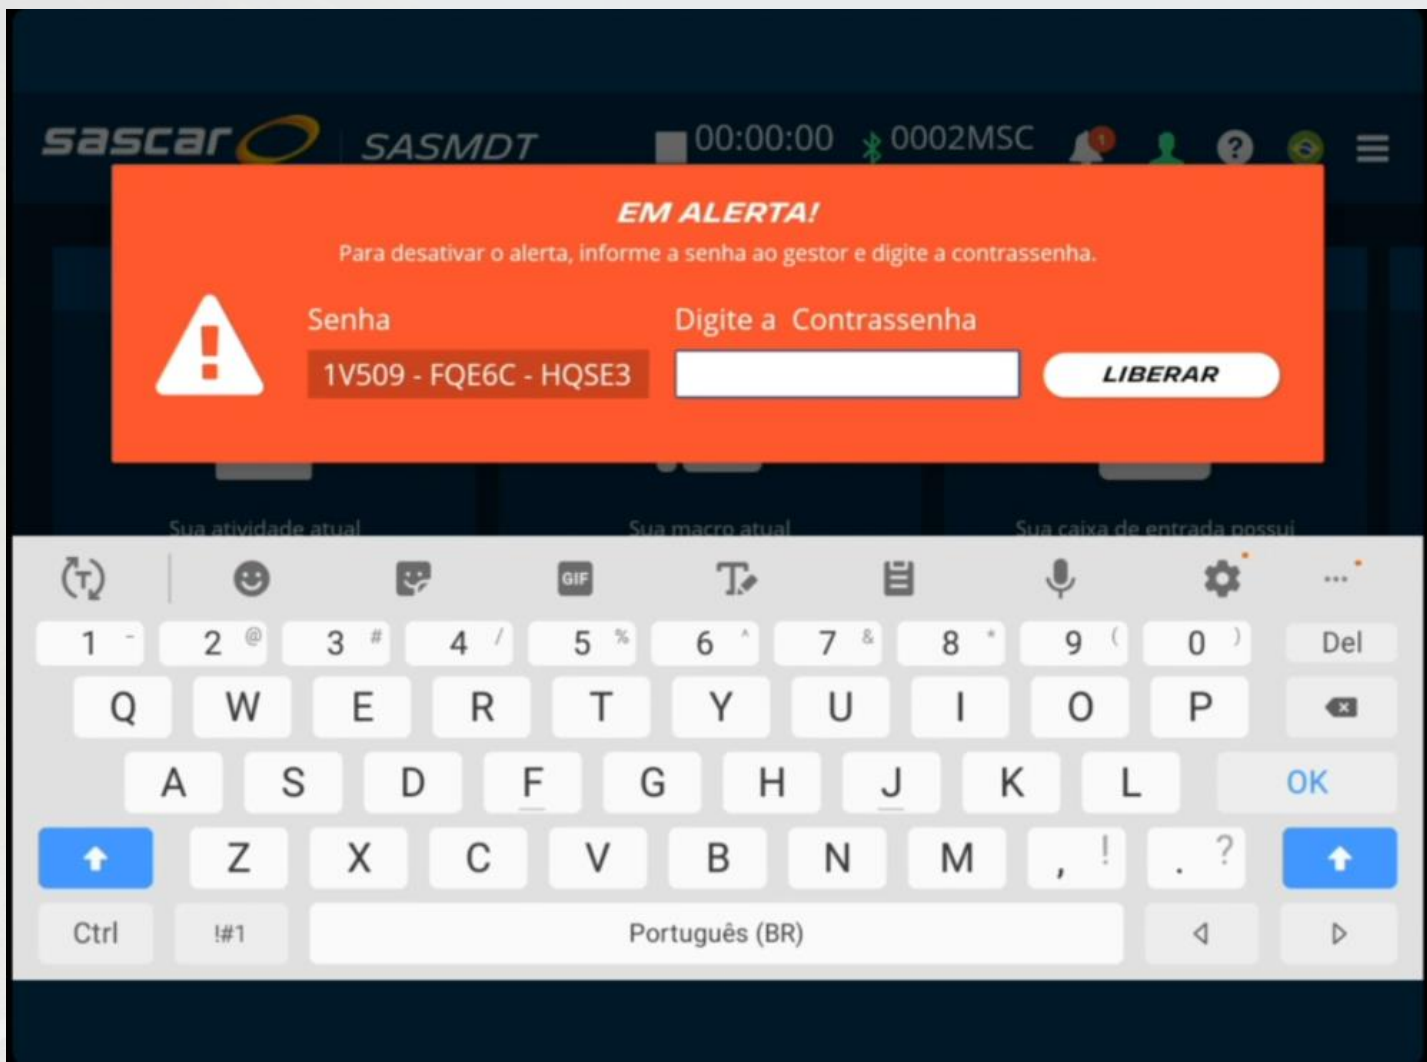 sascar SASMDT 00:00:00 0002MSC 1 ?
EM ALERTA!
Para desativar o alerta, informe a senha ao gestor e digite a contrassenha.
Senha
Digite a Contrassenha
1V509 - FQE6C - HQSE3
LIBERAR
Sua atividade atual
Sua macro atual
Sua caixa de entrada possui
T GIF T ...
1 - 2 @ 3 # 4 / 5 % 6 ^ 7 & 8 * 9 ( 0 ) Del
Q W E R T Y U I O P
A S D F G H J K L OK
Z X C V B N M , ! . ?
Ctrl !#1 Português (BR)